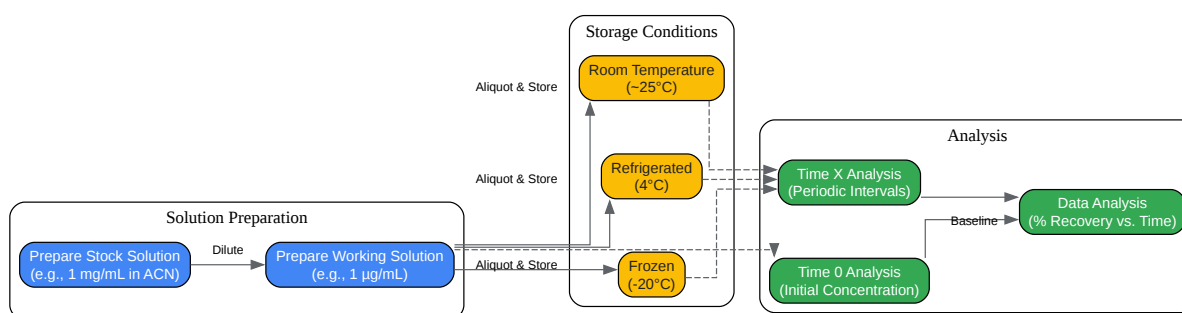 Storage Conditions
Room Temperature
(~25°C)
Aliquot & Store
Analysis
Refrigerated
(4°C)
Aliquot & Store
Time X Analysis
(Periodic Intervals)
Data Analysis
(% Recovery vs. Time)
Baseline
Solution Preparation
Prepare Stock Solution
(e.g., 1 mg/mL in ACN)
Dilute
Prepare Working Solution
(e.g., 1 µg/mL)
Aliquot & Store
Frozen
(-20°C)
Time 0 Analysis
(Initial Concentration)